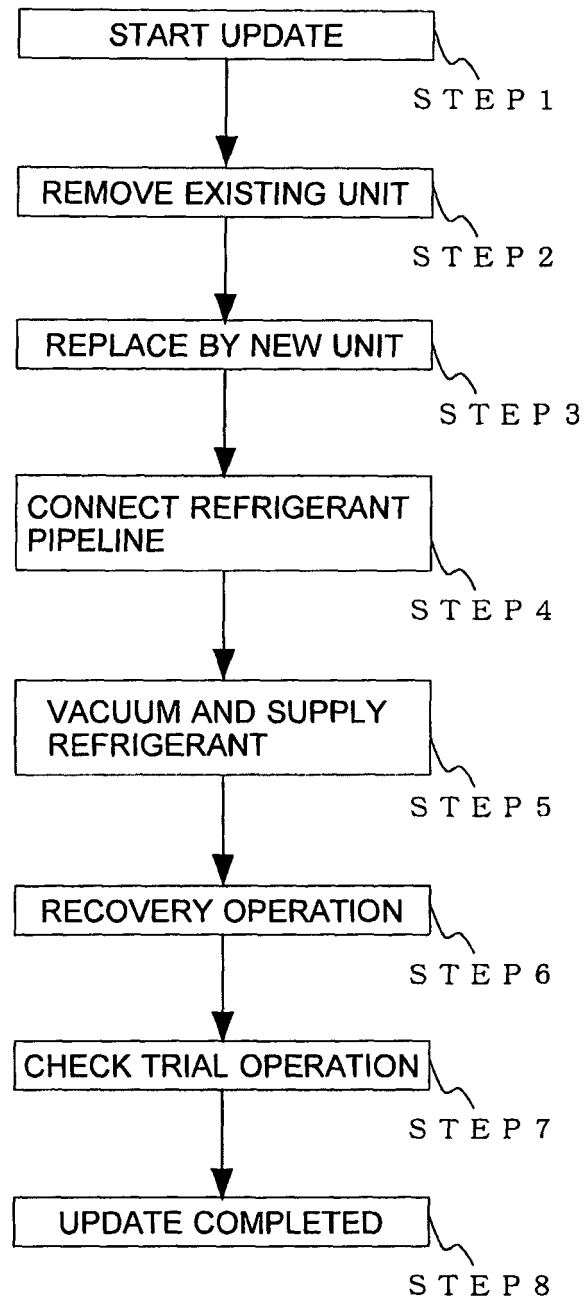 START UPDATE
STEP1
REMOVE EXISTING UNIT
STEP2
REPLACE BY NEW UNIT
STEP3
CONNECT REFRIGERANT
PIPELINE
STEP4
VACUUM AND SUPPLY
REFRIGERANT
STEP5
RECOVERY OPERATION
STEP6
CHECK TRIAL OPERATION
STEP7
UPDATE COMPLETED
STEP8